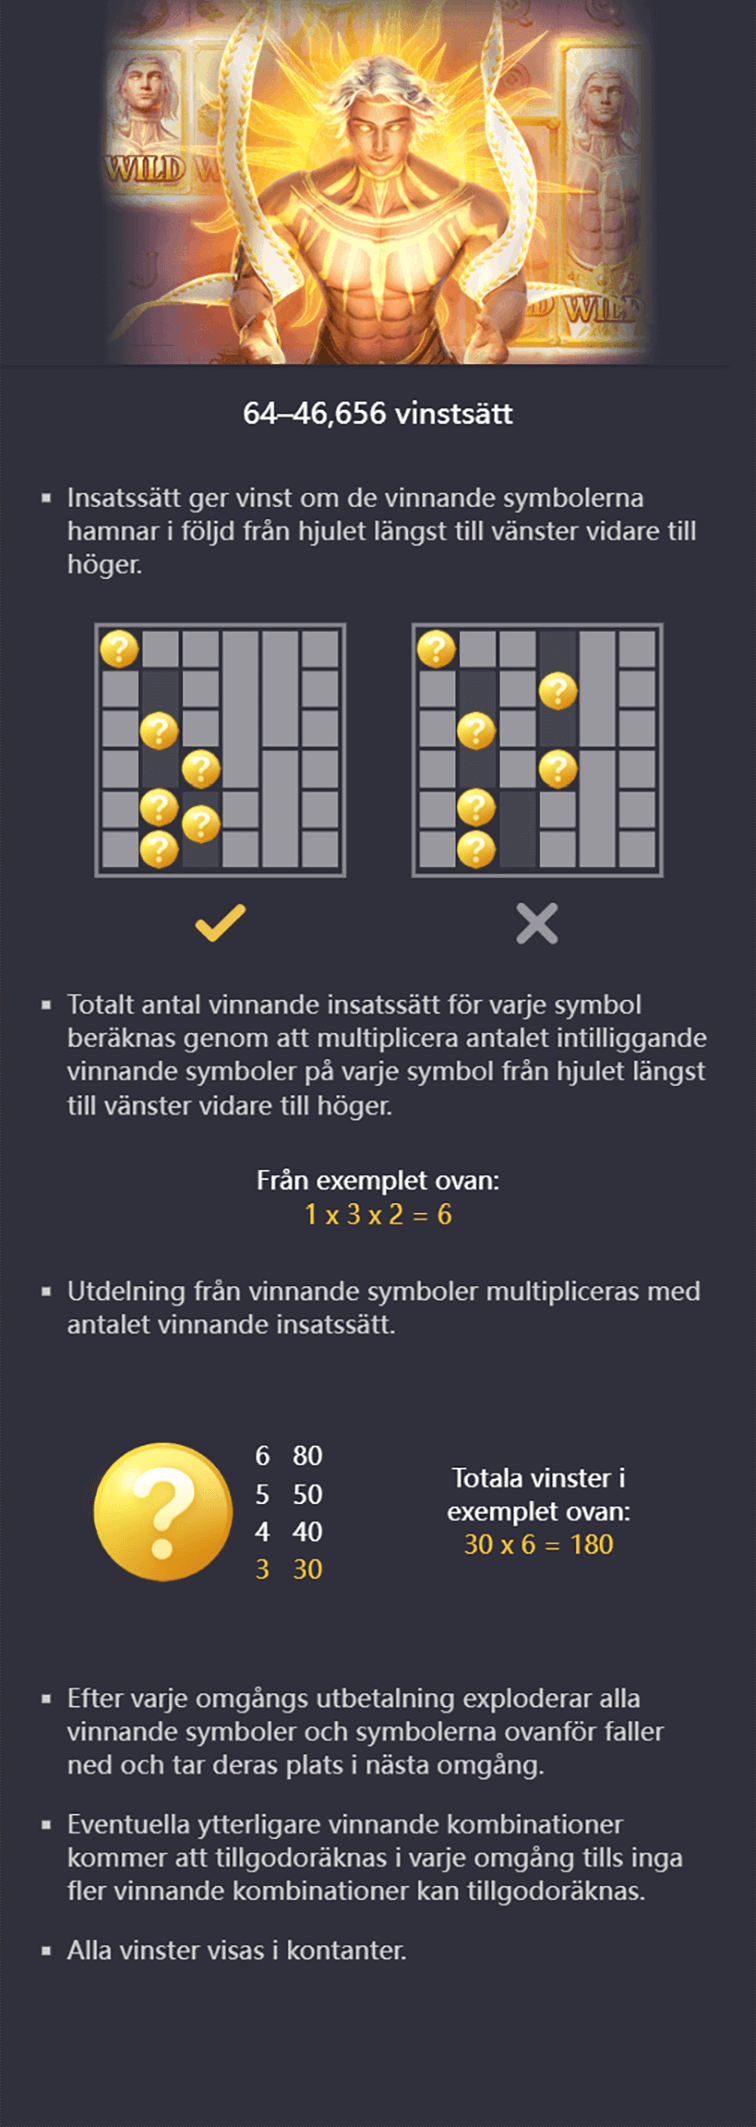 WILD W
D WILD
64–46,656 vinstsätt
Insatssätt ger vinst om de vinnande symbolerna
hamnar i följd från hjulet längst till vänster vidare till
höger.
? ?
?
? ?
? ?
? ?
? ?
?
Totalt antal vinnande insatssätt för varje symbol
beräknas genom att multiplicera antalet intilliggande
vinnande symboler på varje symbol från hjulet längst
till vänster vidare till höger.
Från exemplet ovan:
1 x 3 x 2 = 6
Utdelning från vinnande symboler multipliceras med
antalet vinnande insatssätt.
?
6 80
5 50
4 40
3 30
Totala vinster i
exemplet ovan:
30 x 6 = 180
Efter varje omgångs utbetalning exploderar alla
vinnande symboler och symbolerna ovanför faller
ned och tar deras plats i nästa omgång.
Eventuella ytterligare vinnande kombinationer
kommer att tillgodoräknas i varje omgång tills inga
fler vinnande kombinationer kan tillgodoräknas.
Alla vinster visas i kontanter.